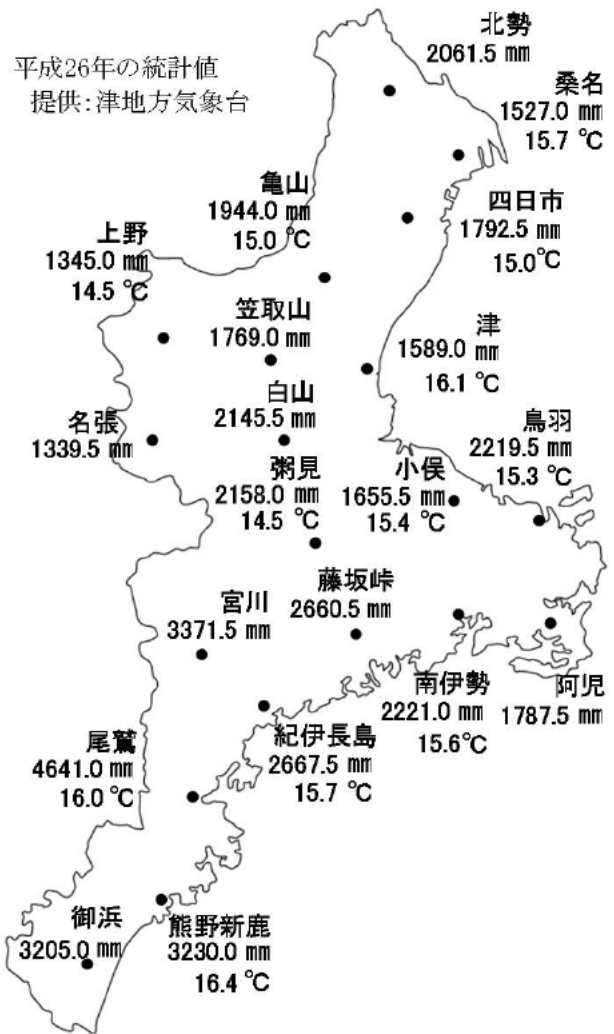 平成26年の統計値
提供:津地方気象台
北勢
2061.5 mm
桑名
1527.0 mm
15.7 ℃
亀山
1944.0 mm
15.0 ℃
四日市
1792.5 mm
15.0℃
上野
1345.0 mm
14.5 ℃
笠取山
1769.0 mm
津
1589.0 mm
16.1 ℃
白山
2145.5 mm
名張
1339.5 mm
鳥羽
2219.5 mm
15.3 ℃
粥見
2158.0 mm
14.5 ℃
小俣
1655.5 mm
15.4 ℃
藤坂峠
2660.5 mm
宮川
3371.5 mm
南伊勢
2221.0 mm
15.6℃
阿児
1787.5 mm
紀伊長島
2667.5 mm
15.7 ℃
尾鷲
4641.0 mm
16.0 ℃
御浜
3205.0 mm
熊野新鹿
3230.0 mm
16.4 ℃